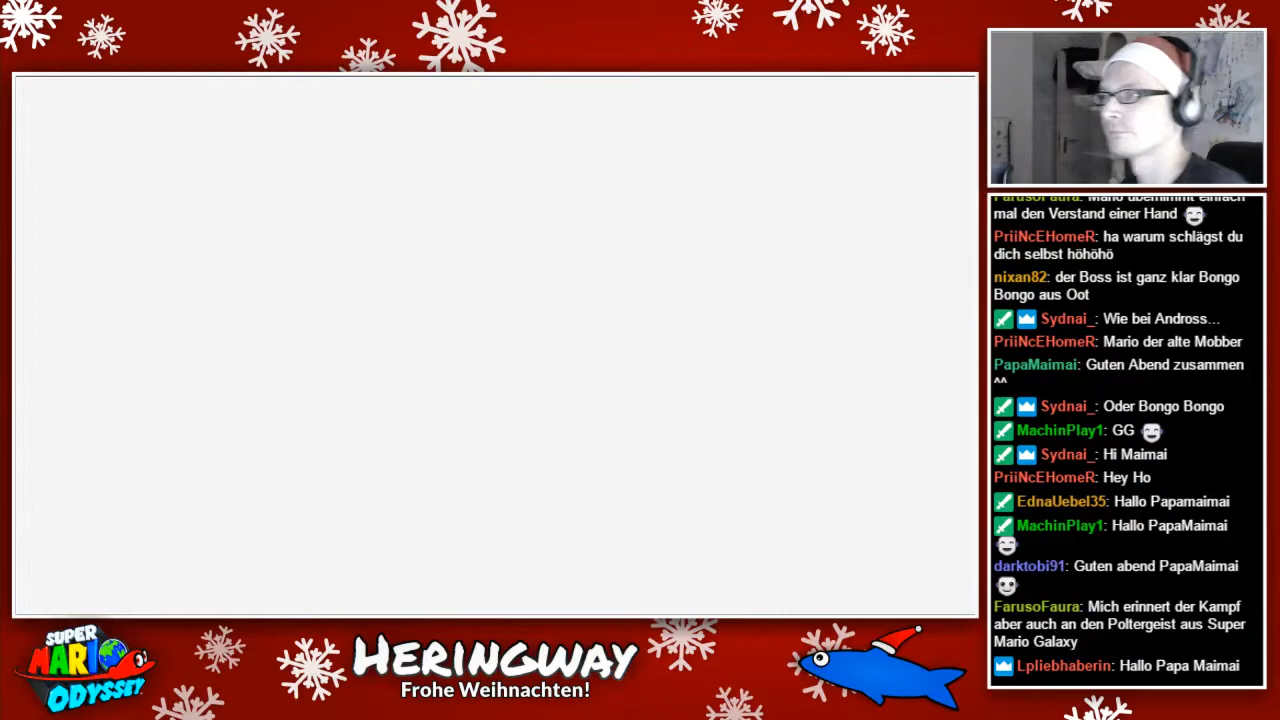 FarusoFaura: Mario übernimmt einfach
mal den Verstand einer Hand
PriiNcEHomeR: ha warum schlägst du
dich selbst höhöhö
nixan82: der Boss ist ganz klar Bongo
Bongo aus Oot
Sydnai_: Wie bei Andross...
PriiNcEHomeR: Mario der alte Mobber
PapaMaimai: Guten Abend zusammen
^^
Sydnai_: Oder Bongo Bongo
MachinPlay1: GG
Sydnai_: Hi Maimai
PriiNcEHomeR: Hey Ho
EdnaUebel35: Hallo Papamaimai
MachinPlay1: Hallo PapaMaimai
darktobi91: Guten abend PapaMaimai
FarusoFaura: Mich erinnert der Kampf
aber auch an den Poltergeist aus Super
Mario Galaxy
Lpliebhaberin: Hallo Papa Maimai
SUPER
MARIO
ODYSSEY
HERINGWAY
Frohe Weihnachten!